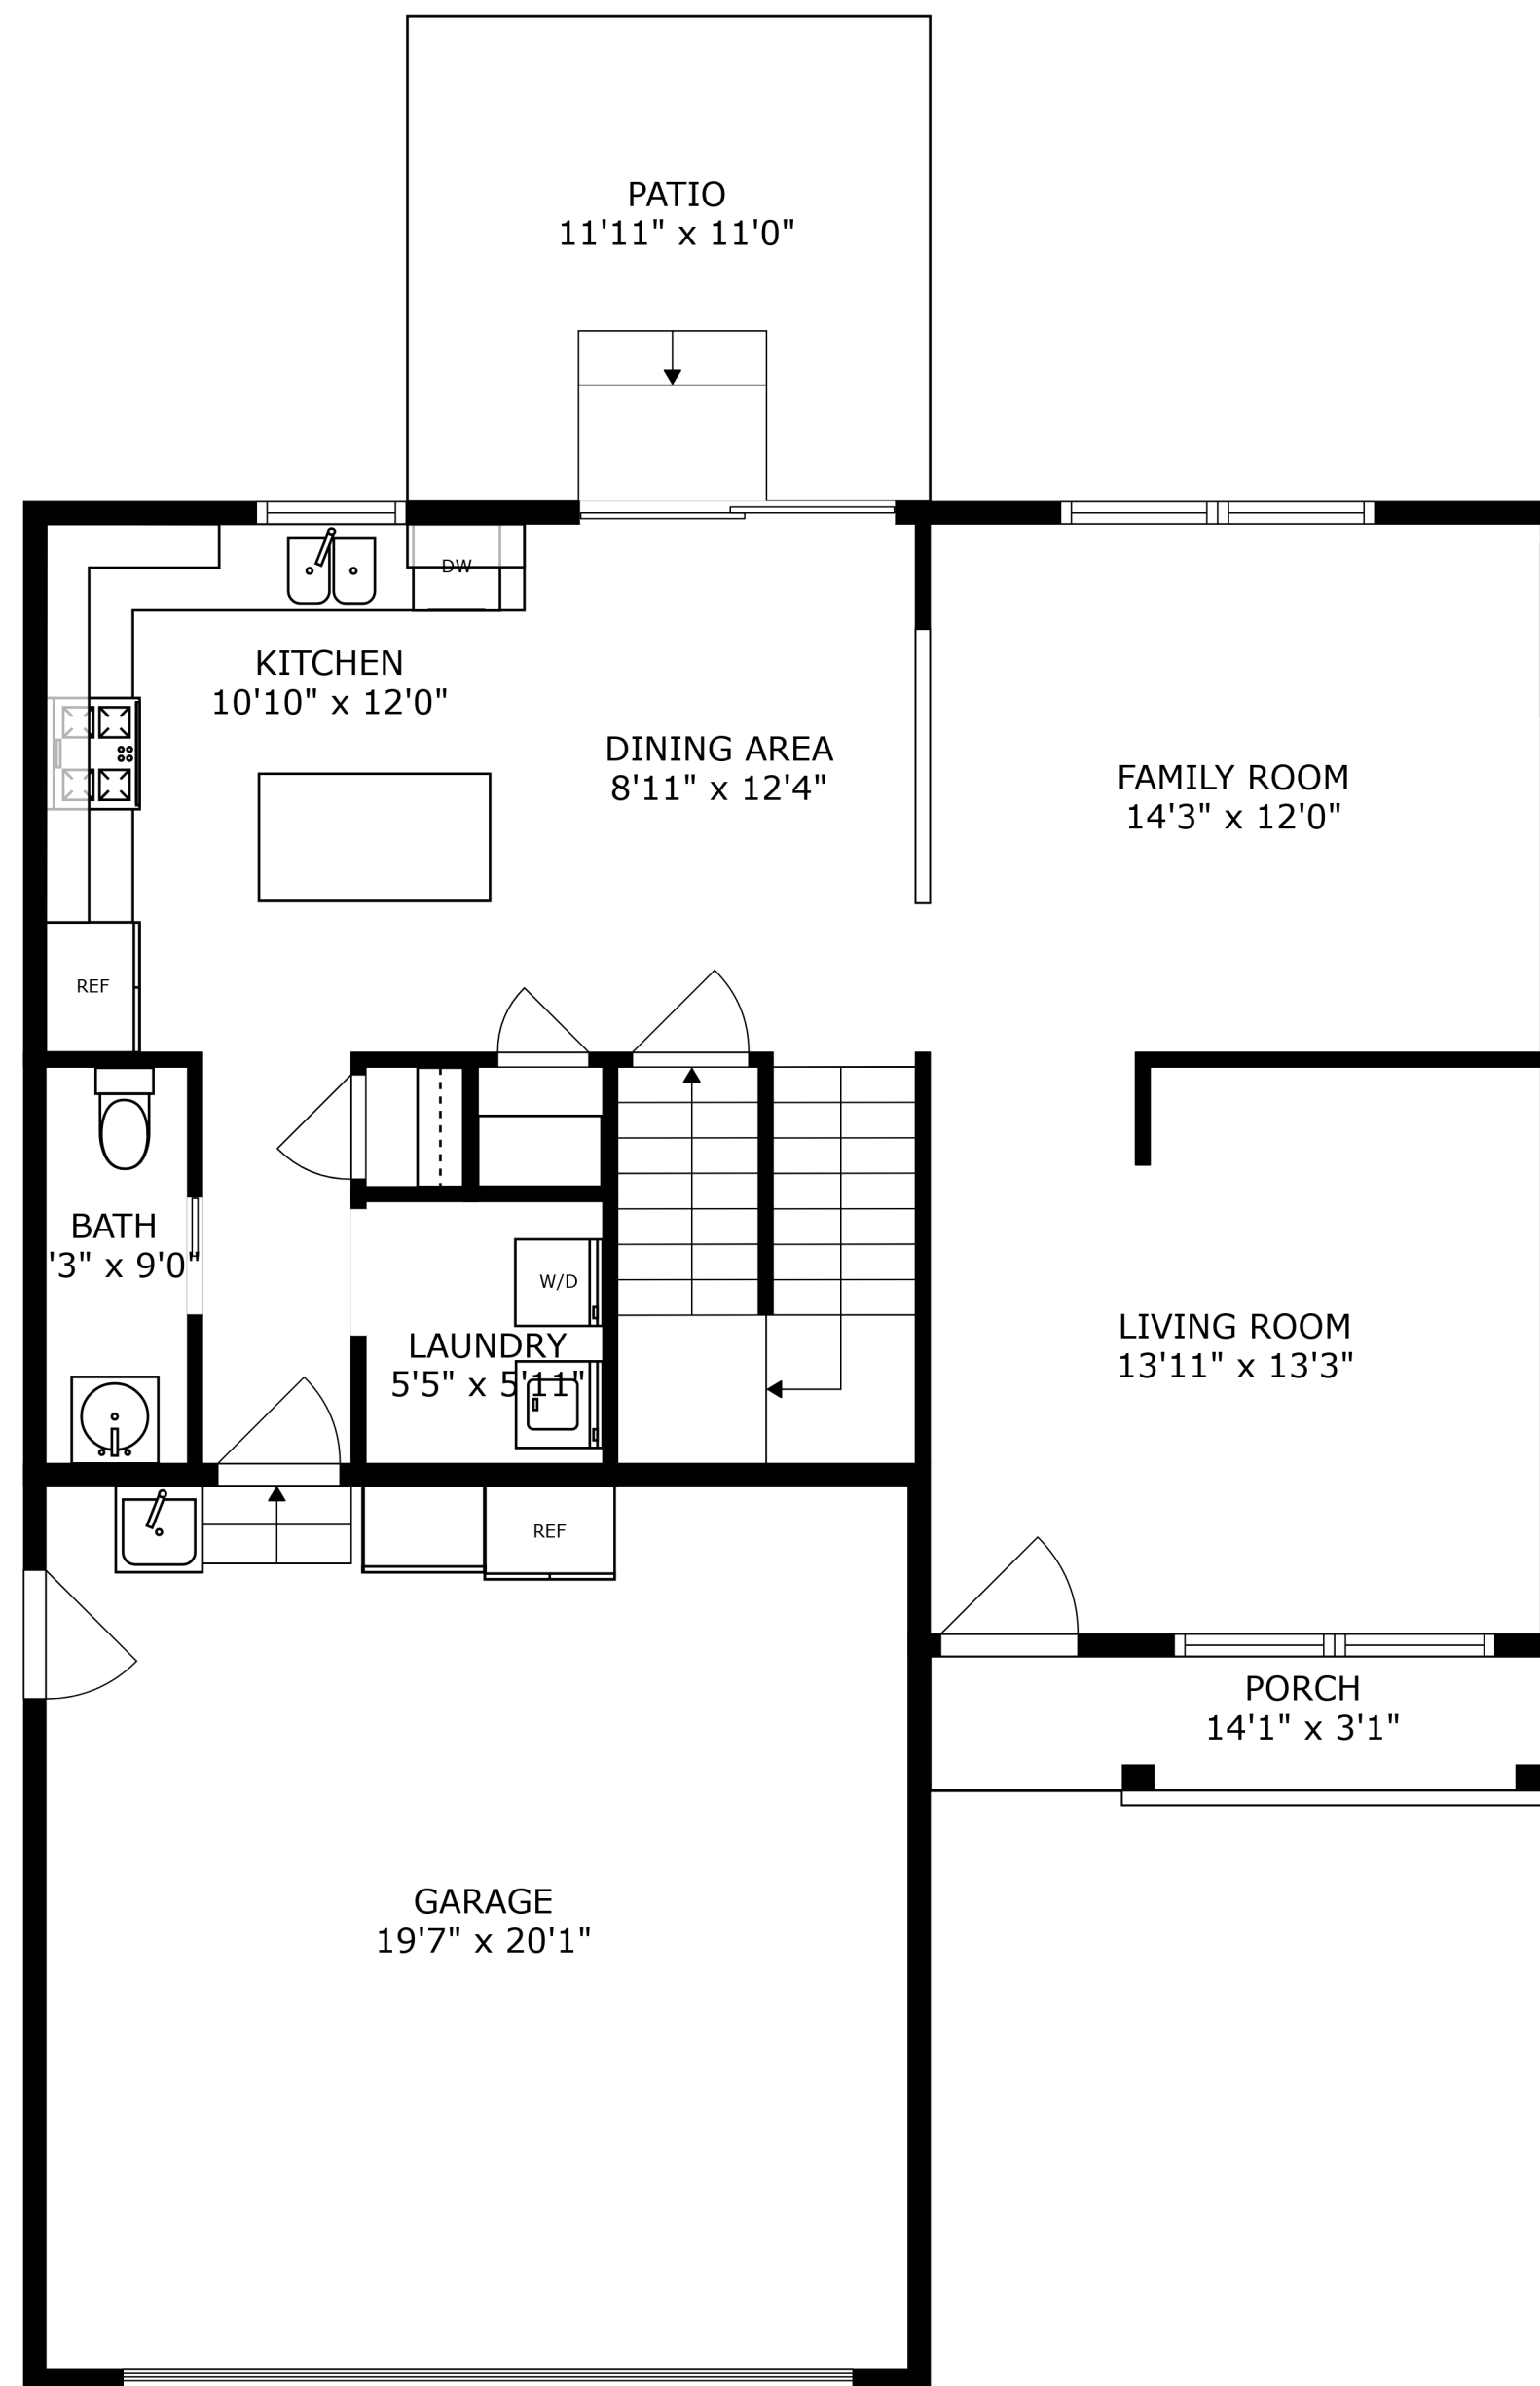 PATIO
11'11" x 11'0"
DW
KITCHEN
10'10" x 12'0"
DINING AREA
8'11" x 12'4"
FAMILY ROOM
14'3" x 12'0"
REF
BATH
'3" x 9'0"
W/D
LAUNDRY
5'5" x 5'11"
LIVING ROOM
13'11" x 13'3"
REF
PORCH
14'1" x 3'1"
GARAGE
19'7" x 20'1"